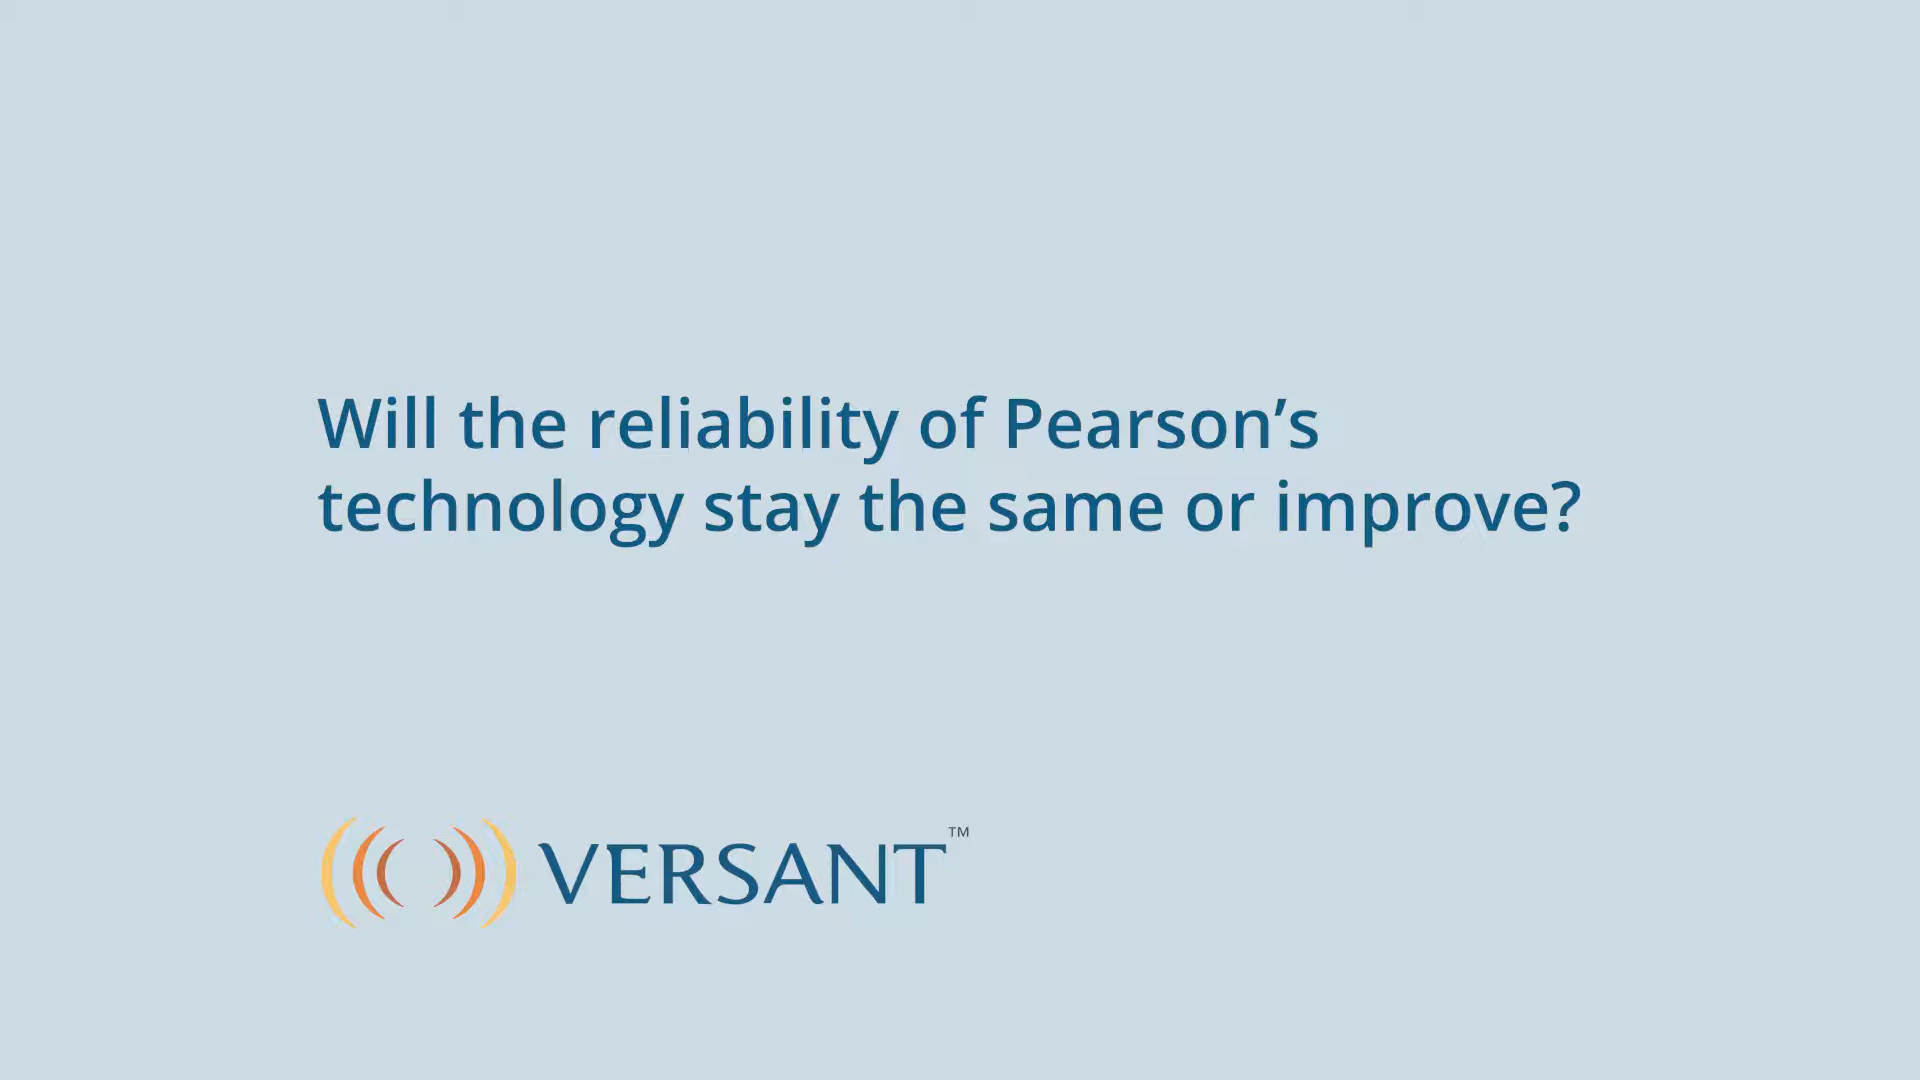 Will the reliability of Pearson’s
technology stay the same or improve?
VERSANT™